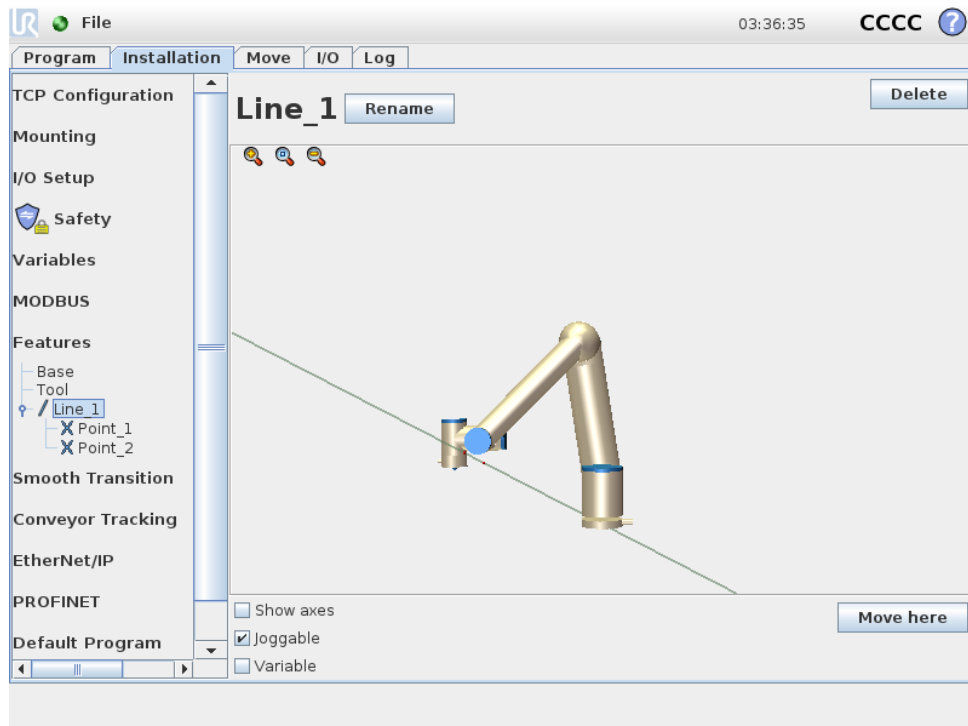 UR File 03:36:35 CCCC ?
Program Installation Move I/O Log
TCP Configuration
Mounting
I/O Setup
Safety
Variables
MODBUS
Features
Base
Tool
Line_1
Point_1
Point_2
Smooth Transition
Conveyor Tracking
EtherNet/IP
PROFINET
Default Program
Line_1 Rename Delete
Show axes
Joggable
Variable
Move here